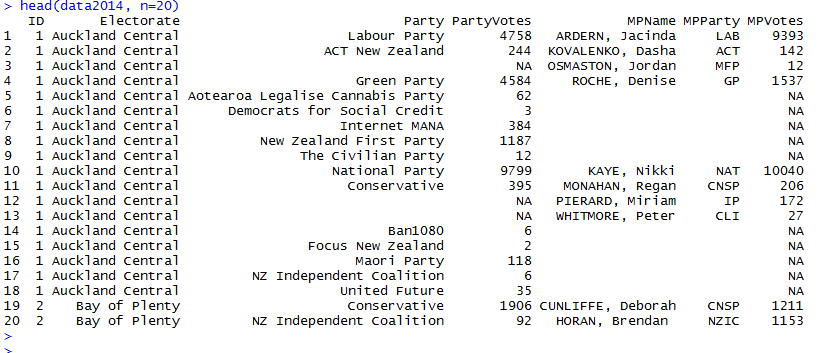 > head(data2014, n=20)
ID Electorate Party PartyVotes MPName MPParty MPVotes
1 1 Auckland Central Labour Party 4758 ARDERN, Jacinda LAB 9393
2 1 Auckland Central ACT New Zealand 244 KOVALENKO, Dasha ACT 142
3 1 Auckland Central NA OSMASTON, Jordan MFP 12
4 1 Auckland Central Green Party 4584 ROCHE, Denise GP 1537
5 1 Auckland Central Aotearoa Legalise Cannabis Party 62 NA
6 1 Auckland Central Democrats for Social Credit 3 NA
7 1 Auckland Central Internet MANA 384 NA
8 1 Auckland Central New Zealand First Party 1187 NA
9 1 Auckland Central The Civilian Party 12 NA
10 1 Auckland Central National Party 9799 KAYE, Nikki NAT 10040
11 1 Auckland Central Conservative 395 MONAHAN, Regan CNSP 206
12 1 Auckland Central NA PIERARD, Miriam IP 172
13 1 Auckland Central NA WHITMORE, Peter CLI 27
14 1 Auckland Central Ban1080 6 NA
15 1 Auckland Central Focus New Zealand 2 NA
16 1 Auckland Central Maori Party 118 NA
17 1 Auckland Central NZ Independent Coalition 6 NA
18 1 Auckland Central United Future 35 NA
19 2 Bay of Plenty Conservative 1906 CUNLIFFE, Deborah CNSP 1211
20 2 Bay of Plenty NZ Independent Coalition 92 HORAN, Brendan NZIC 1153
>
>